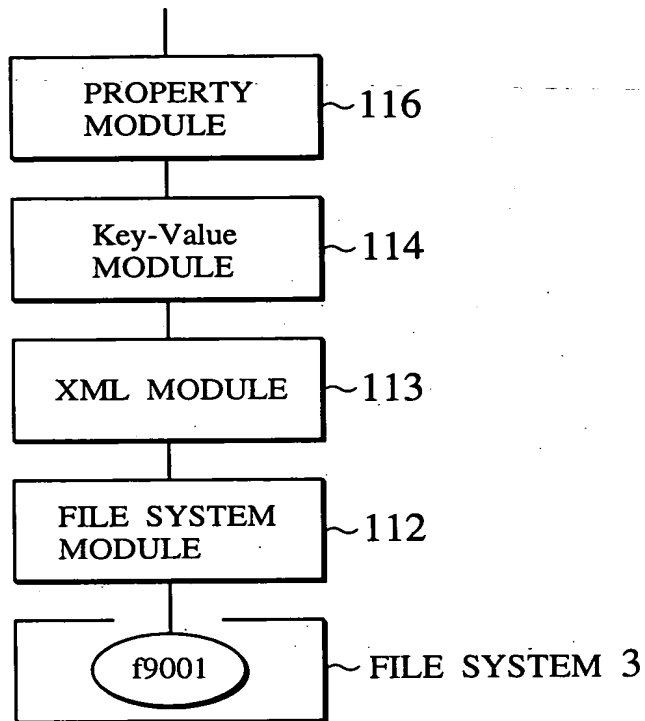 PROPERTY
MODULE
116
Key-Value
MODULE
114
XML MODULE
113
FILE SYSTEM
MODULE
112
f9001
FILE SYSTEM 3